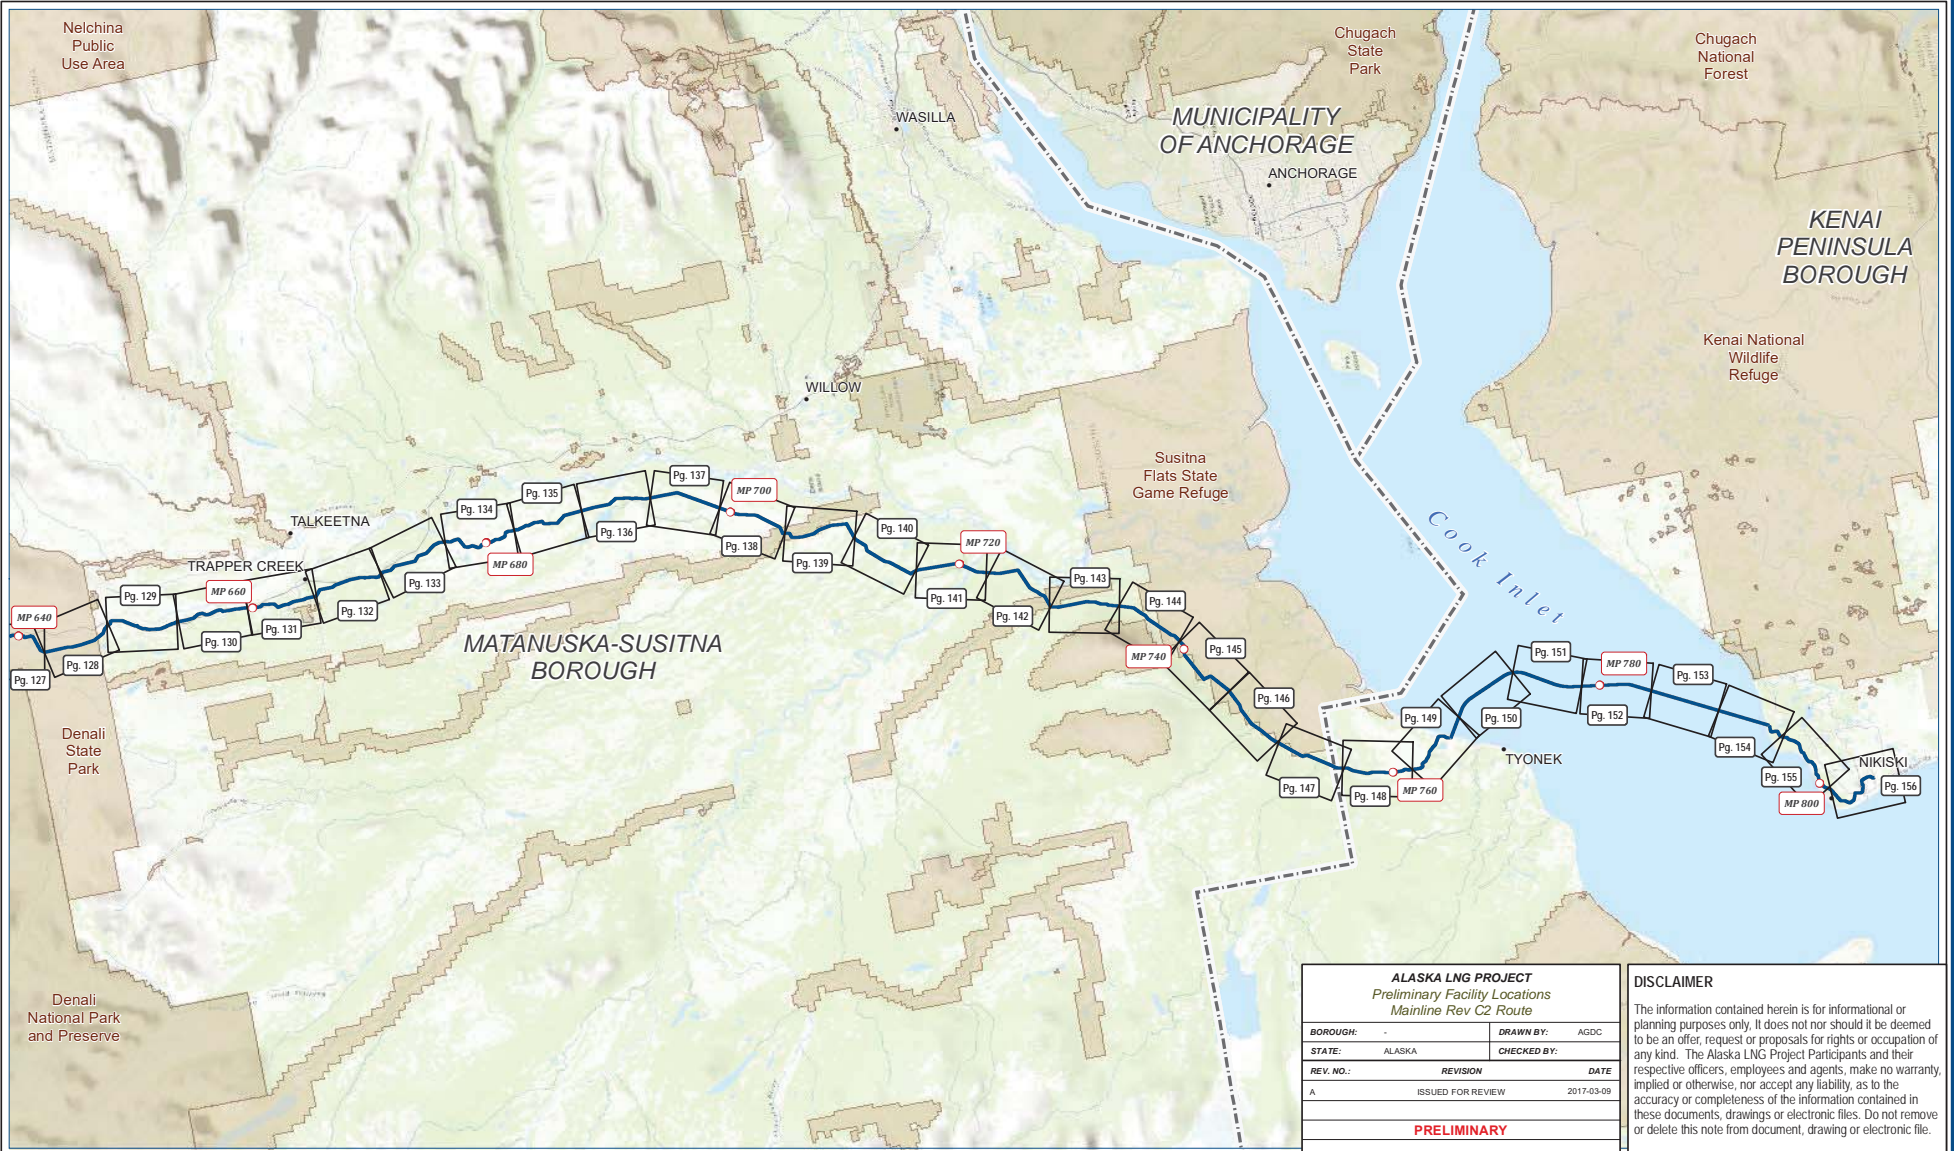 Nelchina
Public
Use Area
Chugach
State
Park
Chugach
National
Forest
WASILLA
MUNICIPALITY
OF ANCHORAGE
ANCHORAGE
KENAI
PENINSULA
BOROUGH
Kenai National
Wildlife
Refuge
WILLOW
Susitna
Flats State
Game Refuge
Cook Inlet
TALKEETNA
TRAPPER CREEK
MATANUSKA-SUSITNA
BOROUGH
MP 640
Pg. 127
Pg. 128
Pg. 129
Pg. 130
MP 660
Pg. 131
Pg. 132
Pg. 133
Pg. 134
MP 680
Pg. 135
Pg. 136
Pg. 137
MP 700
Pg. 138
Pg. 139
Pg. 140
Pg. 141
MP 720
Pg. 142
Pg. 143
Pg. 144
MP 740
Pg. 145
Pg. 146
Pg. 147
Pg. 148
MP 760
Pg. 149
Pg. 150
TYONEK
Pg. 151
Pg. 152
MP 780
Pg. 153
Pg. 154
Pg. 155
MP 800
NIKISKI
Pg. 156
Denali
State
Park
Denali
National Park
and Preserve
ALASKA LNG PROJECT
Preliminary Facility Locations
Mainline Rev C2 Route
BOROUGH: - DRAWN BY: AGDC
STATE: ALASKA CHECKED BY:
REV. NO.: REVISION DATE
A ISSUED FOR REVIEW 2017-03-09
PRELIMINARY
DISCLAIMER
The information contained herein is for informational or
planning purposes only, It does not nor should it be deemed
to be an offer, request or proposals for rights or occupation of
any kind. The Alaska LNG Project Participants and their
respective officers, employees and agents, make no warranty,
implied or otherwise, nor accept any liability, as to the
accuracy or completeness of the information contained in
these documents, drawings or electronic files. Do not remove
or delete this note from document, drawing or electronic file.